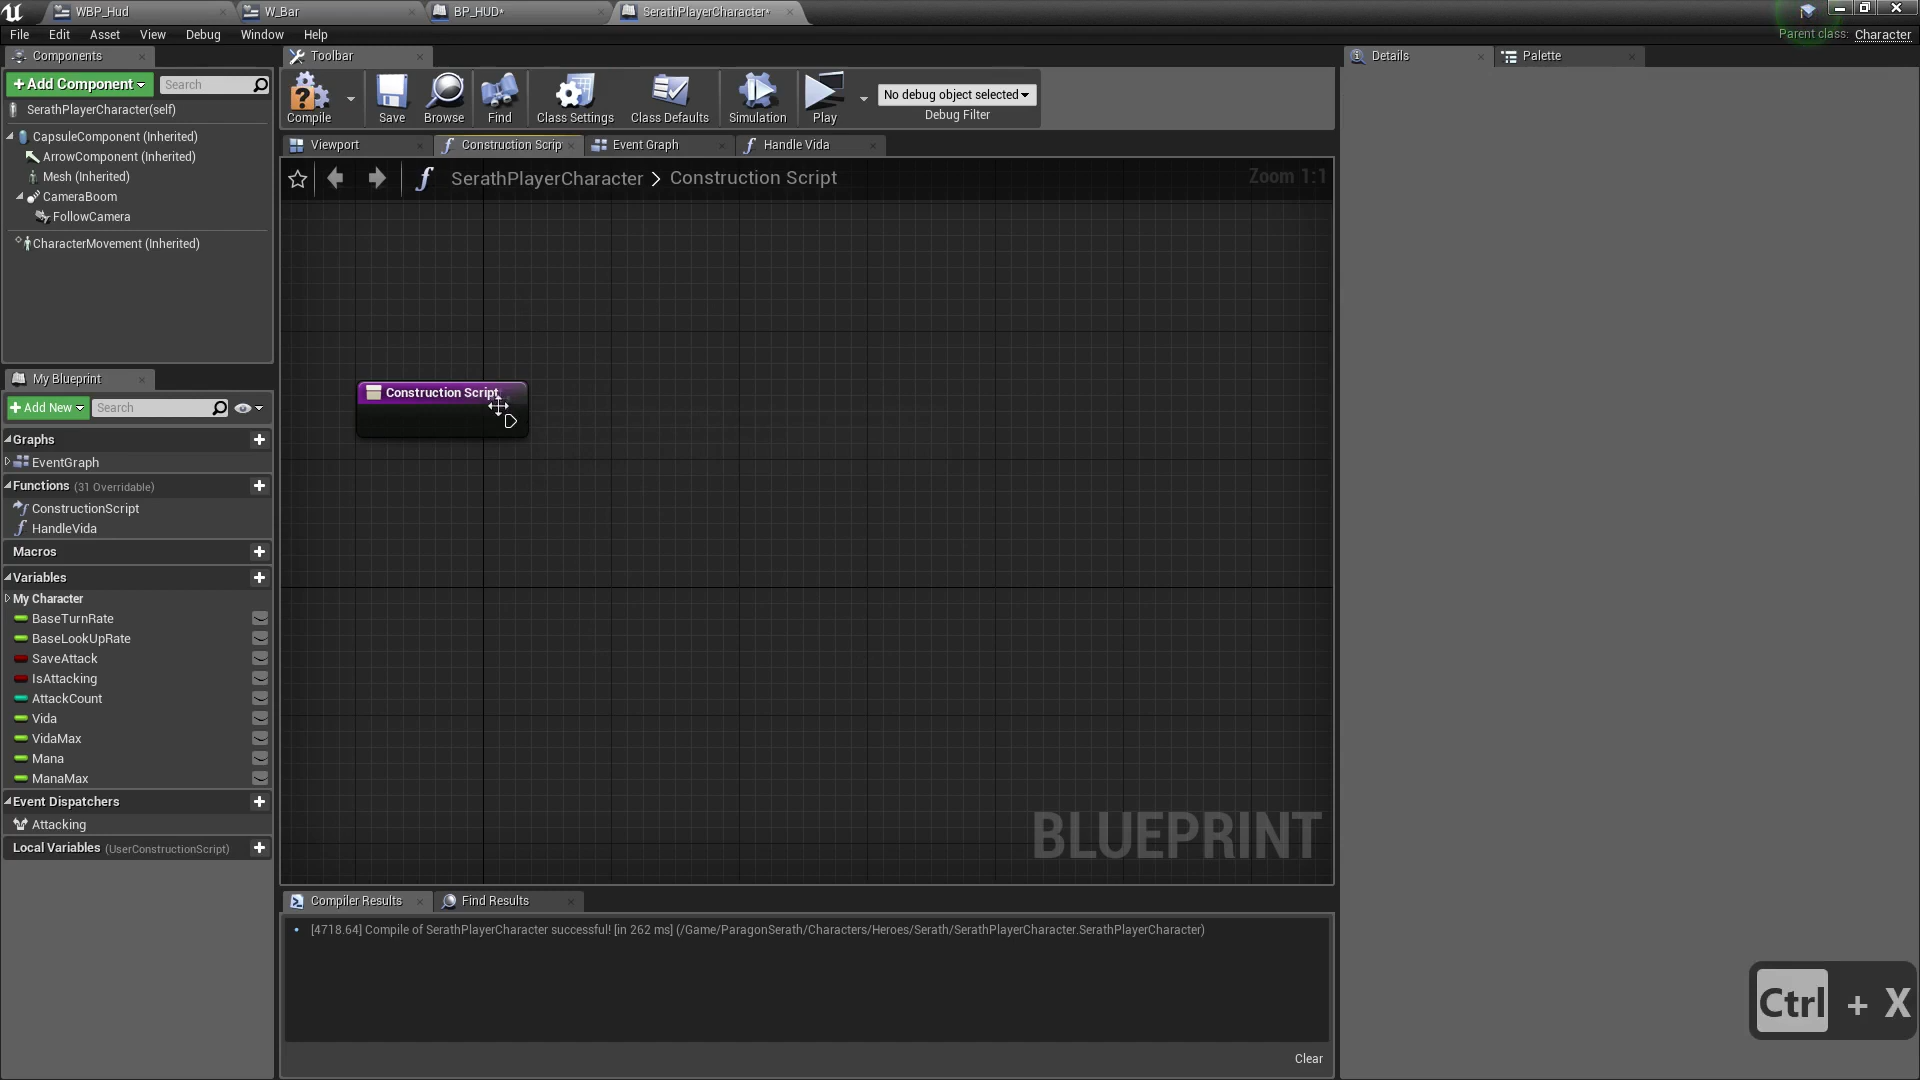 WBP_Hud
W_Bar
BP_HUD*
SerathPlayerCharacter*
File Edit Asset View Debug Window Help
Parent class: Character
Components
Add Component
Search
SerathPlayerCharacter(self)
CapsuleComponent (Inherited)
ArrowComponent (Inherited)
Mesh (Inherited)
CameraBoom
FollowCamera
CharacterMovement (Inherited)
My Blueprint
Add New
Search
Graphs
EventGraph
Functions (31 Overridable)
ConstructionScript
HandleVida
Macros
Variables
My Character
BaseTurnRate
BaseLookUpRate
SaveAttack
IsAttacking
AttackCount
Vida
VidaMax
Mana
ManaMax
Event Dispatchers
Attacking
Local Variables (UserConstructionScript)
Toolbar
Compile
Save
Browse
Find
Class Settings
Class Defaults
Simulation
Play
No debug object selected
Debug Filter
Viewport
Construction Scrip
Event Graph
Handle Vida
SerathPlayerCharacter > Construction Script
Zoom 1:1
Construction Script
BLUEPRINT
Compiler Results
Find Results
[4718.64] Compile of SerathPlayerCharacter successful! [in 262 ms] (/Game/ParagonSerath/Characters/Heroes/Serath/SerathPlayerCharacter.SerathPlayerCharacter)
Clear
Details
Palette
Ctrl + X